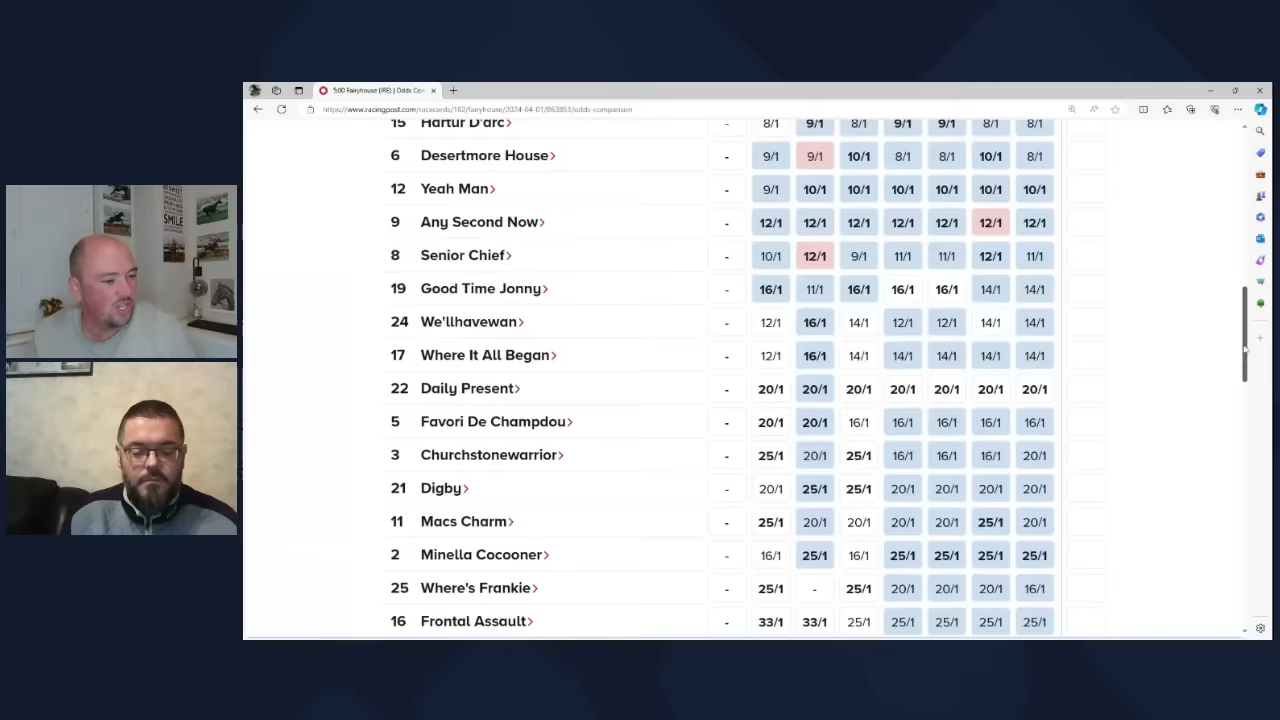 5:00 Fairyhouse (IRE) | Odds Com
https://www.racingpost.com/racecards/182/fairyhouse/2024-04-01/863853/odds-comparison
15 Hartur D'arc - 8/1 9/1 8/1 9/1 9/1 8/1 8/1
6 Desertmore House - 9/1 9/1 10/1 8/1 8/1 10/1 8/1
12 Yeah Man - 9/1 10/1 10/1 10/1 10/1 10/1 10/1
9 Any Second Now - 12/1 12/1 12/1 12/1 12/1 12/1 12/1
8 Senior Chief - 10/1 12/1 9/1 11/1 11/1 12/1 11/1
19 Good Time Jonny - 16/1 11/1 16/1 16/1 16/1 14/1 14/1
24 We'llhavewan - 12/1 16/1 14/1 12/1 12/1 14/1 14/1
17 Where It All Began - 12/1 16/1 14/1 14/1 14/1 14/1 14/1
22 Daily Present - 20/1 20/1 20/1 20/1 20/1 20/1 20/1
5 Favori De Champdou - 20/1 20/1 16/1 16/1 16/1 16/1 16/1
3 Churchstonewarrior - 25/1 20/1 25/1 16/1 16/1 16/1 20/1
21 Digby - 20/1 25/1 25/1 20/1 20/1 20/1 20/1
11 Macs Charm - 25/1 20/1 20/1 20/1 20/1 25/1 20/1
2 Minella Cocooner - 16/1 25/1 16/1 25/1 25/1 25/1 25/1
25 Where's Frankie - 25/1 - 25/1 20/1 20/1 20/1 16/1
16 Frontal Assault - 33/1 33/1 25/1 25/1 25/1 25/1 25/1
SMILE